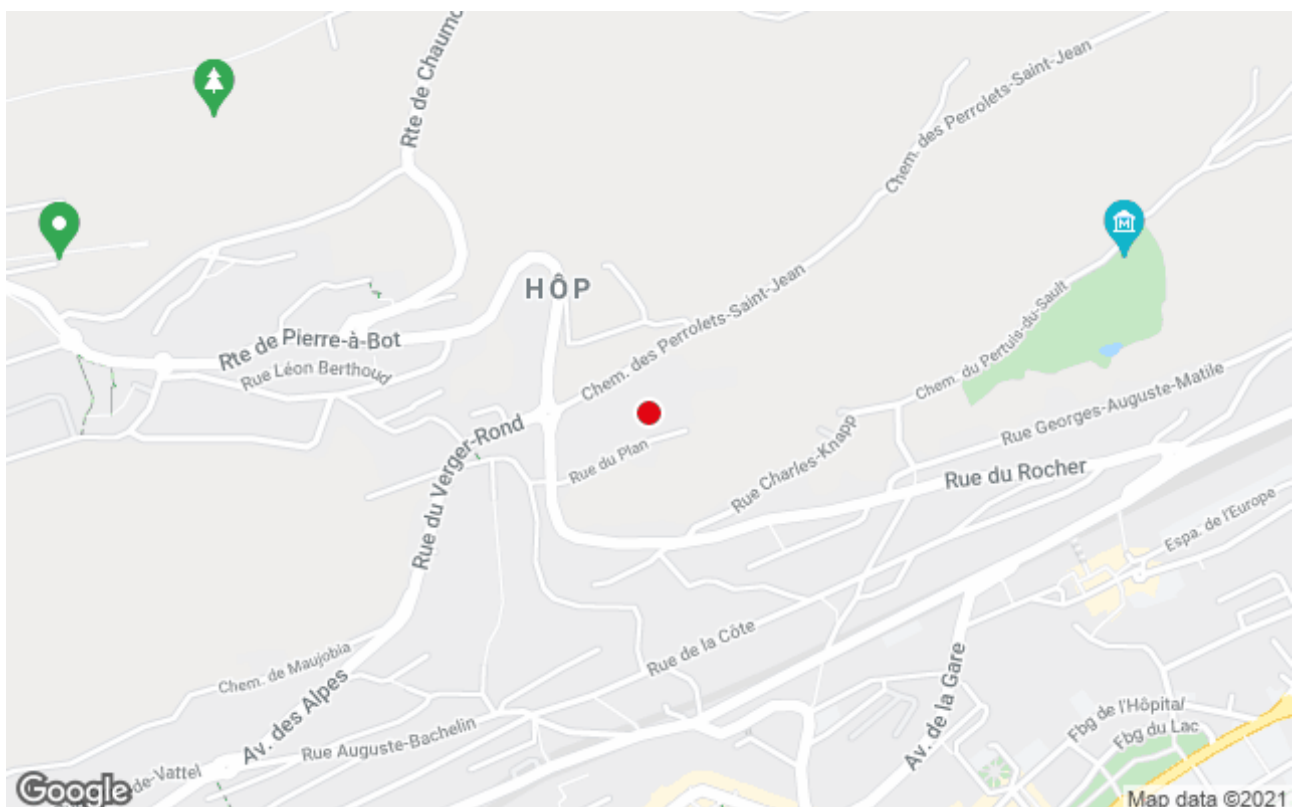 Rte de Chaumo
Chem. des Perrolets-Saint-Jean
M
HÔP
Chem. des Perrolets-Saint-Jean
Chem. du Pertuis-du-Sault
Rte de Pierre-à-Bot
Rue Léon Berthoud
Rue Georges-Auguste-Matile
Rue du Verger-Rond
Rue du Plan
Rue Charles-Knapp
Rue du Rocher
Espa. de l'Europe
Rue de la Côte
Chem. de Maujobia
Av. des Alpes
Av. de la Gare
Rue Auguste-Bachelin
Fbg de l'Hôpital
Fbg du Lac
de-Vattel
Google
Map data ©2021